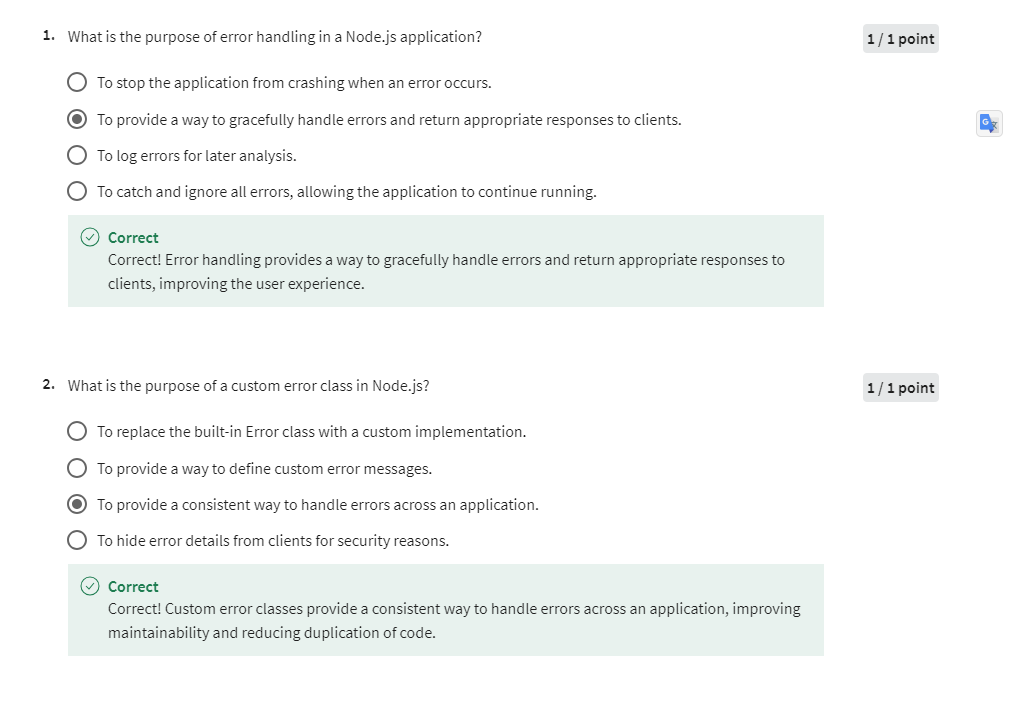 1. What is the purpose of error handling in a Node.js application?
1 / 1 point
To stop the application from crashing when an error occurs.
To provide a way to gracefully handle errors and return appropriate responses to clients.
To log errors for later analysis.
To catch and ignore all errors, allowing the application to continue running.
Correct
Correct! Error handling provides a way to gracefully handle errors and return appropriate responses to
clients, improving the user experience.
2. What is the purpose of a custom error class in Node.js?
1 / 1 point
To replace the built-in Error class with a custom implementation.
To provide a way to define custom error messages.
To provide a consistent way to handle errors across an application.
To hide error details from clients for security reasons.
Correct
Correct! Custom error classes provide a consistent way to handle errors across an application, improving
maintainability and reducing duplication of code.